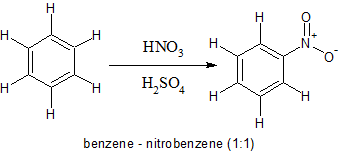 H H H H H H
HNO₃
H₂SO₄
H H H H H N⁺ O O⁻
benzene - nitrobenzene (1:1)